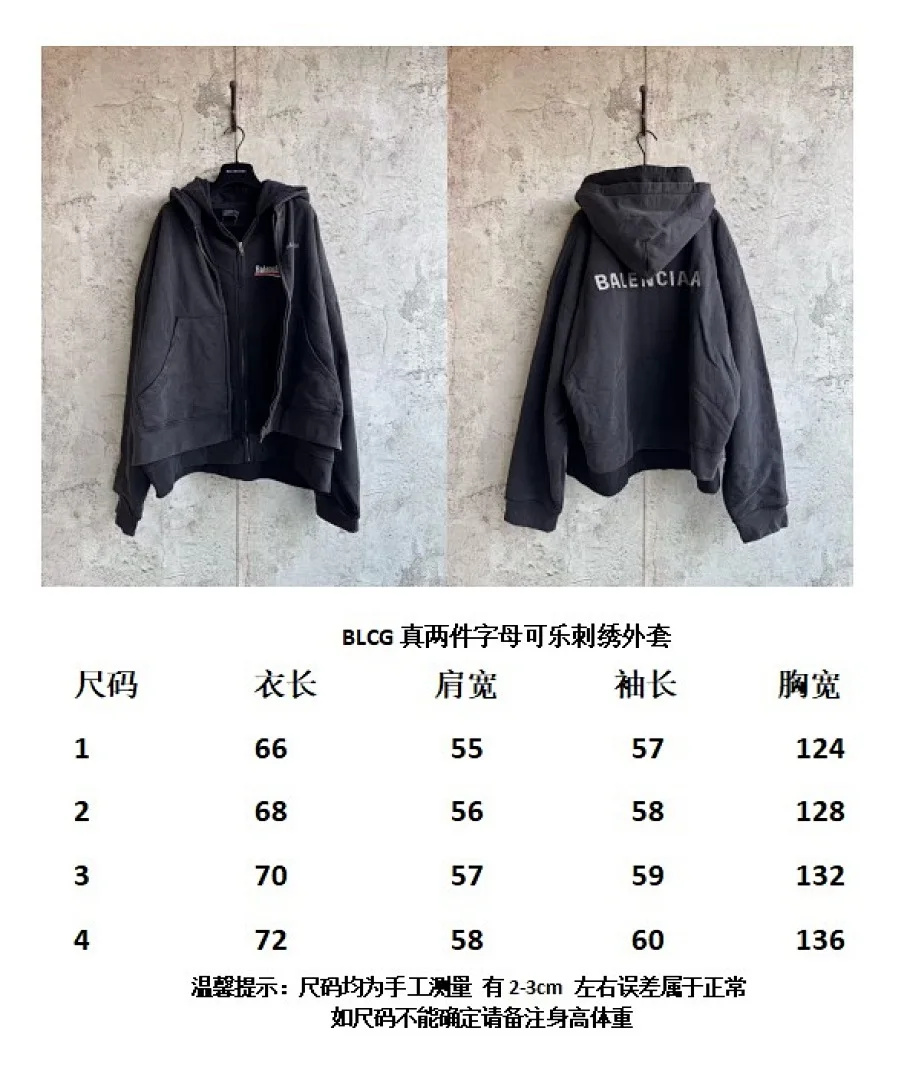 BALENCIAA
BLCG 真两件字母可乐刺绣外套
尺码 衣长 肩宽 袖长 胸宽
1 66 55 57 124
2 68 56 58 128
3 70 57 59 132
4 72 58 60 136
温馨提示：尺码均为手工测量 有 2-3cm 左右误差属于正常
如尺码不能确定请备注身高体重